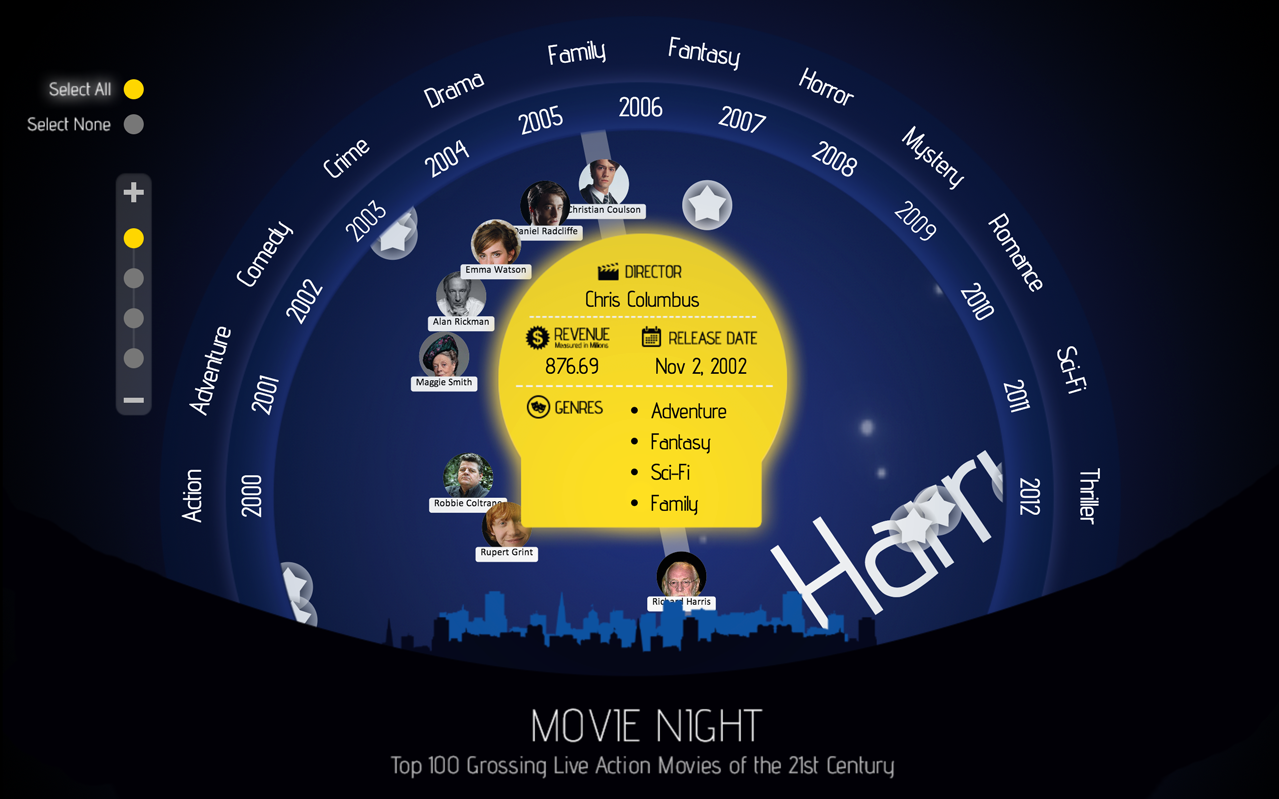 Select All
Select None
Action
Adventure
Comedy
Crime
Drama
Family
Fantasy
Horror
Mystery
Romance
Sci-Fi
Thriller
2000
2001
2002
2003
2004
2005
2006
2007
2008
2009
2010
2011
2012
Christian Coulson
Daniel Radcliffe
Emma Watson
Alan Rickman
Maggie Smith
Robbie Coltrane
Rupert Grint
Richard Harris
DIRECTOR
Chris Columbus
REVENUE
Measured in Millions
876.69
RELEASE DATE
Nov 2, 2002
GENRES
• Adventure
• Fantasy
• Sci-Fi
• Family
Harry
MOVIE NIGHT
Top 100 Grossing Live Action Movies of the 21st Century